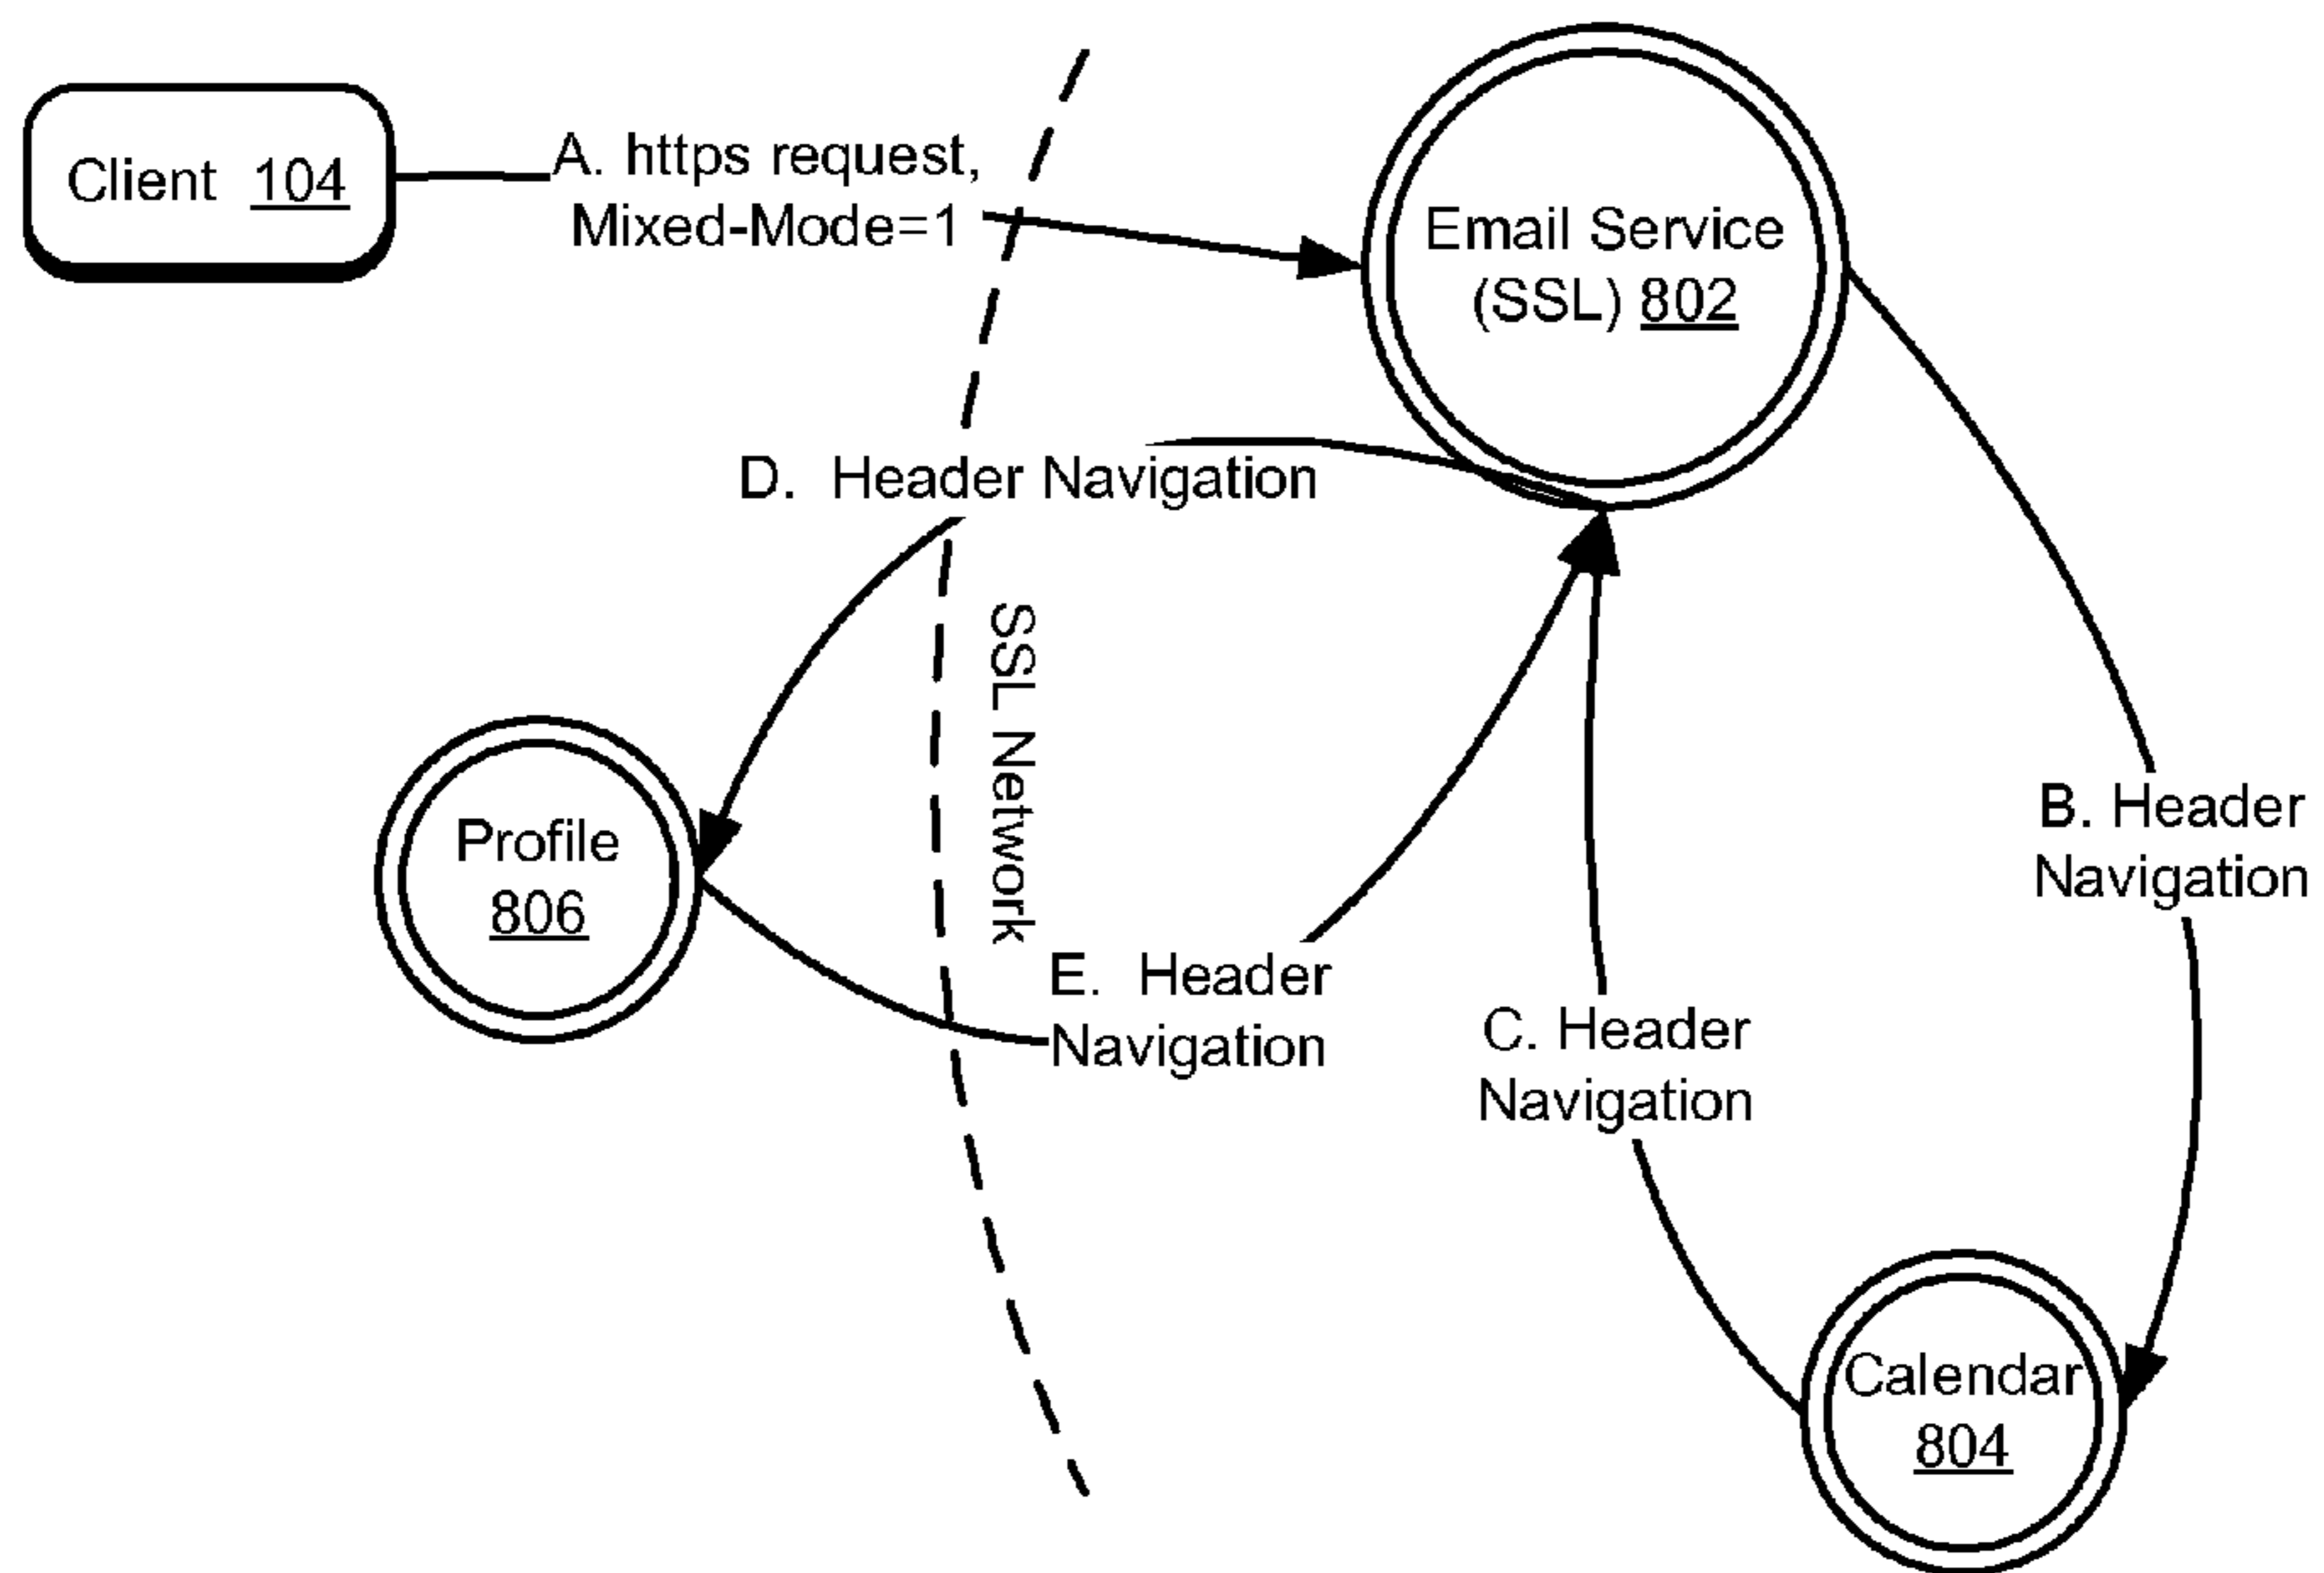 Client 104
A. https request,
Mixed-Mode=1
Email Service
(SSL) 802
D. Header Navigation
SSL Network
Profile
806
B. Header
Navigation
E. Header
Navigation
C. Header
Navigation
Calendar
804